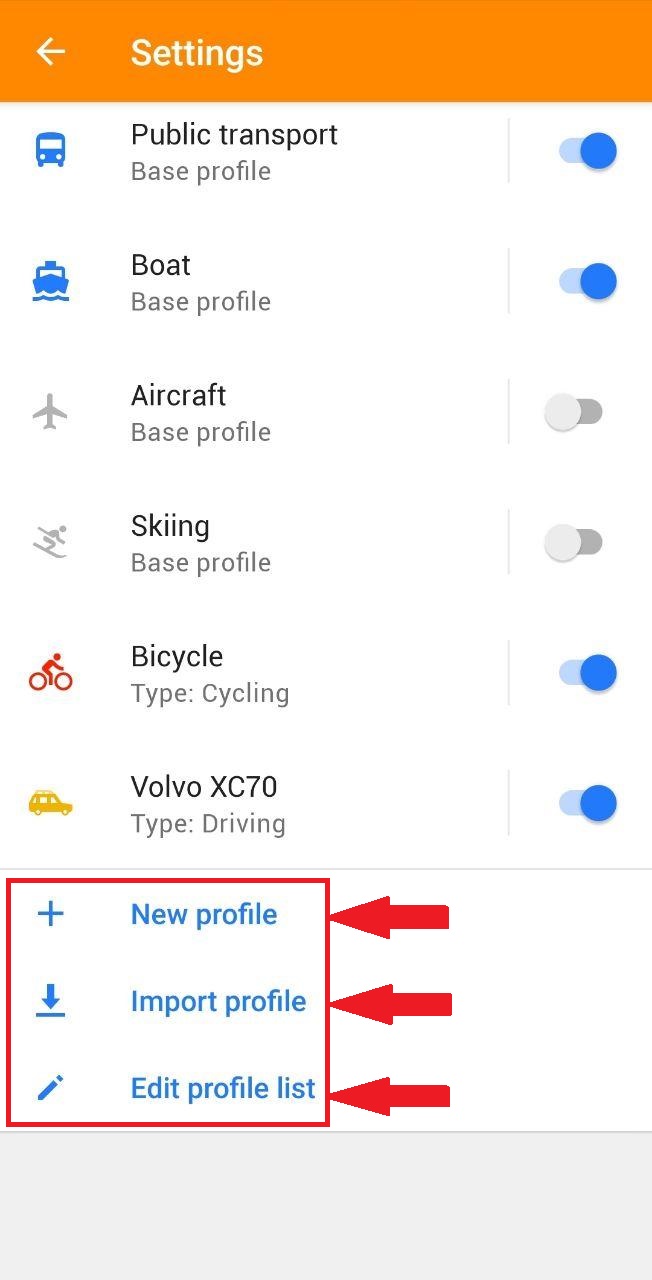 Settings
Public transport
Base profile
Boat
Base profile
Aircraft
Base profile
Skiing
Base profile
Bicycle
Type: Cycling
Volvo XC70
Type: Driving
New profile
Import profile
Edit profile list